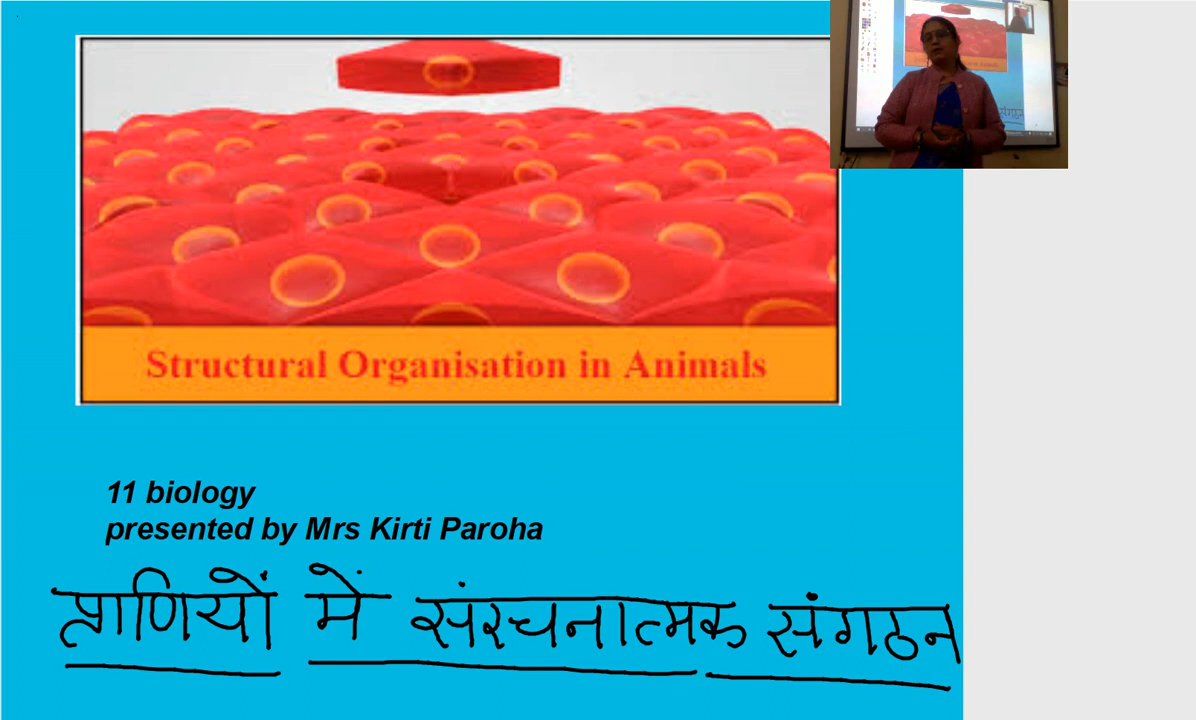 Structural Organisation in Animals
11 biology
presented by Mrs Kirti Paroha
प्राणियों में संरचनात्मक संगठन